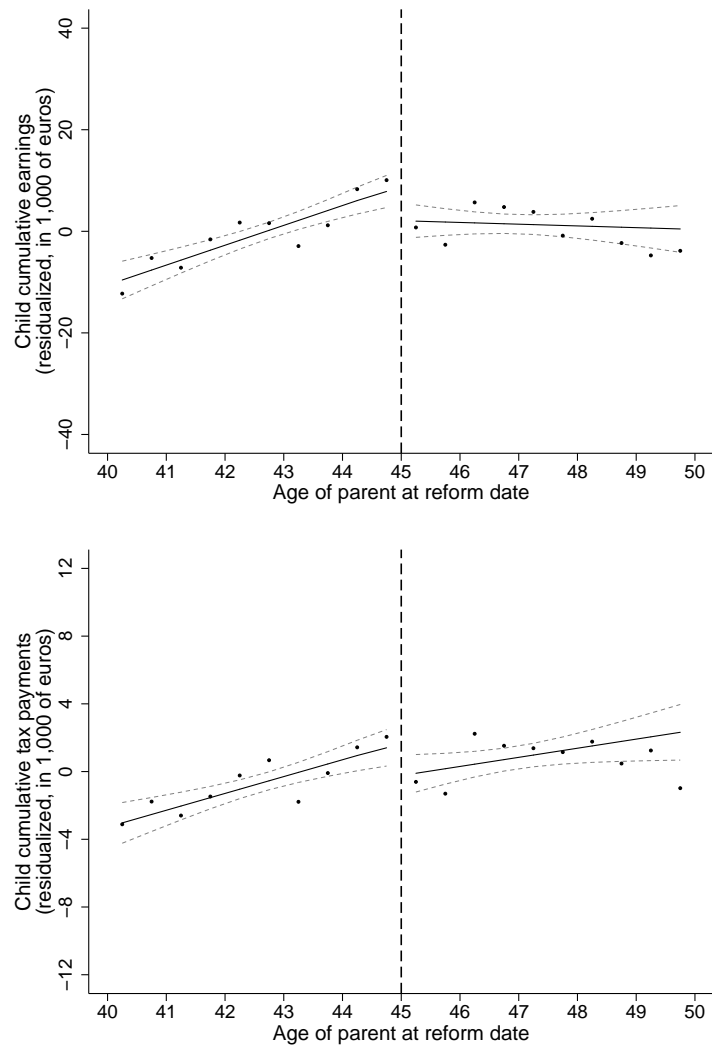 Child cumulative earnings
(residualized, in 1,000 of euros)
40
20
0
−20
−40
40 41 42 43 44 45 46 47 48 49 50
Age of parent at reform date
Child cumulative tax payments
(residualized, in 1,000 of euros)
12
8
4
0
−4
−8
−12
40 41 42 43 44 45 46 47 48 49 50
Age of parent at reform date